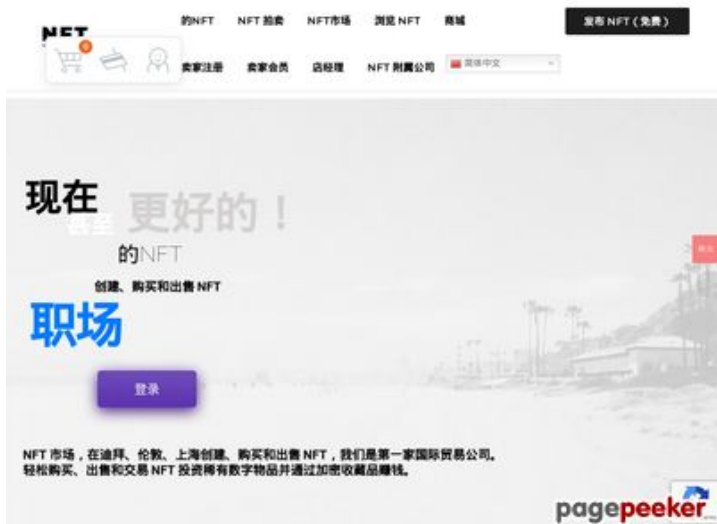 的NFT NFT 拍卖 NFT市场 浏览 NFT 商城 发布 NFT ( 免费 )
NFT
0
卖家注册 卖家会员 店经理 NFT 附属公司 简体中文
现在
甚至 更好的！
的NFT
创建、购买和出售 NFT
职场
登录
NFT 市场，在迪拜、伦敦、上海创建、购买和出售 NFT，我们是第一家国际贸易公司。
轻松购买、出售和交易 NFT 投资稀有数字物品并通过加密收藏品赚钱。
pagepeeker